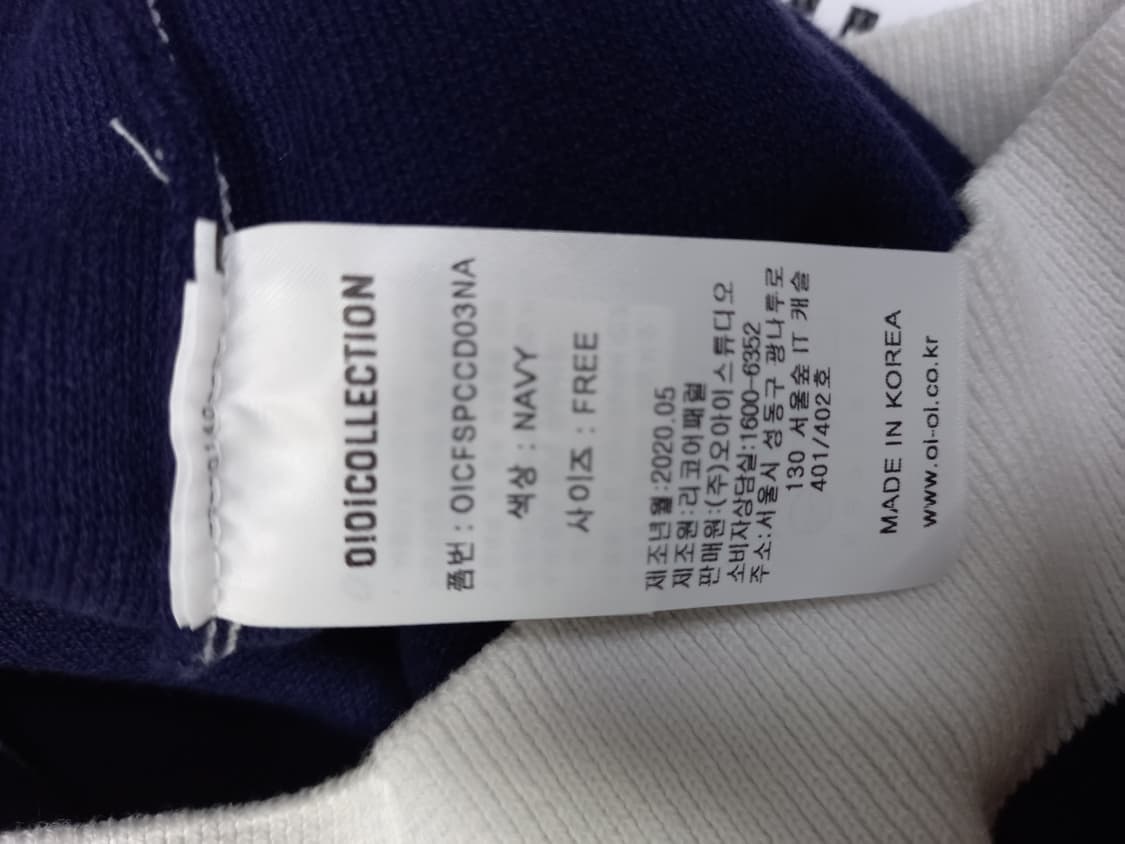 OIOICOLLECTION
품번 : OICFSPCCD03NA
색상 : NAVY
사이즈 : FREE
제조년월:2020.05
제조원:리코어패럴
판매원:(주)오아이스튜디오
소비자상담실:1600-6352
주소:서울시 성동구 광나루로
130 서울숲 IT 캐슬
401/402호
MADE IN KOREA
www.oi-oi.co.kr